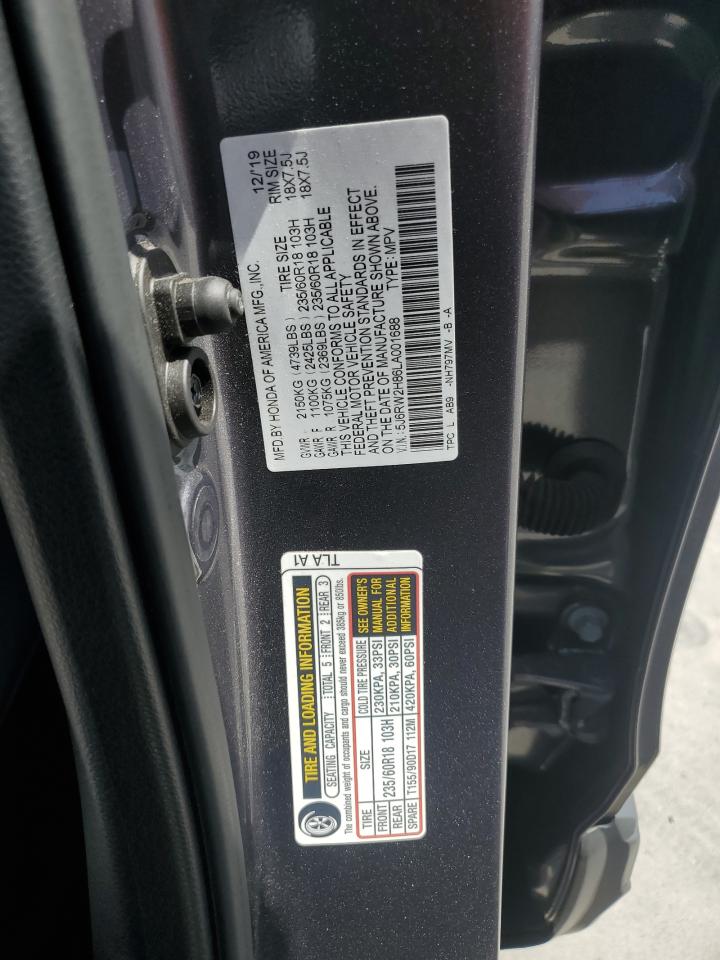 MFD.BY HONDA OF AMERICA MFG.,INC. 12/'19
TIRE SIZE RIM SIZE
GVWR : 2150KG (4739LBS)
GAWR F : 1100KG (2425LBS) 235/60R18 103H 18X7.5J
GAWR R : 1075KG (2369LBS) 235/60R18 103H 18X7.5J
THIS VEHICLE CONFORMS TO ALL APPLICABLE
FEDERAL MOTOR VEHICLE SAFETY
AND THEFT PREVENTION STANDARDS IN EFFECT
ON THE DATE OF MANUFACTURE SHOWN ABOVE.
V.I.N.: 5J6RW2H86LA001688 TYPE: MPV
TPC L AB9 -NH797MV -B -A
TLA A1
TIRE AND LOADING INFORMATION
SEATING CAPACITY TOTAL 5 FRONT 2 REAR 3
The combined weight of occupants and cargo should never exceed 385kg or 850lbs.
TIRE SIZE COLD TIRE PRESSURE SEE OWNER'S
FRONT 235/60R18 103H 230KPA, 33PSI MANUAL FOR
REAR 210KPA, 30PSI ADDITIONAL
SPARE T155/90D17 112M 420KPA, 60PSI INFORMATION